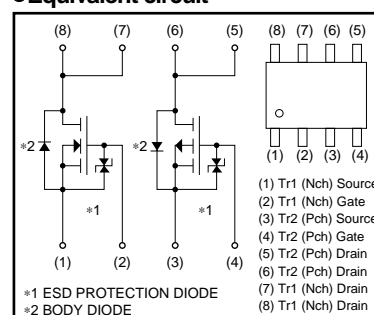 Equivalent circuit
(8) (7) (6) (5)
(8) (7) (6) (5)
∗2
∗2
∗1
∗1
(1) (2) (3) (4)
(1) (2) (3) (4)
(1) Tr1 (Nch) Source
(2) Tr1 (Nch) Gate
(3) Tr2 (Pch) Source
(4) Tr2 (Pch) Gate
(5) Tr2 (Pch) Drain
(6) Tr2 (Pch) Drain
(7) Tr1 (Nch) Drain
(8) Tr1 (Nch) Drain
∗1 ESD PROTECTION DIODE
∗2 BODY DIODE